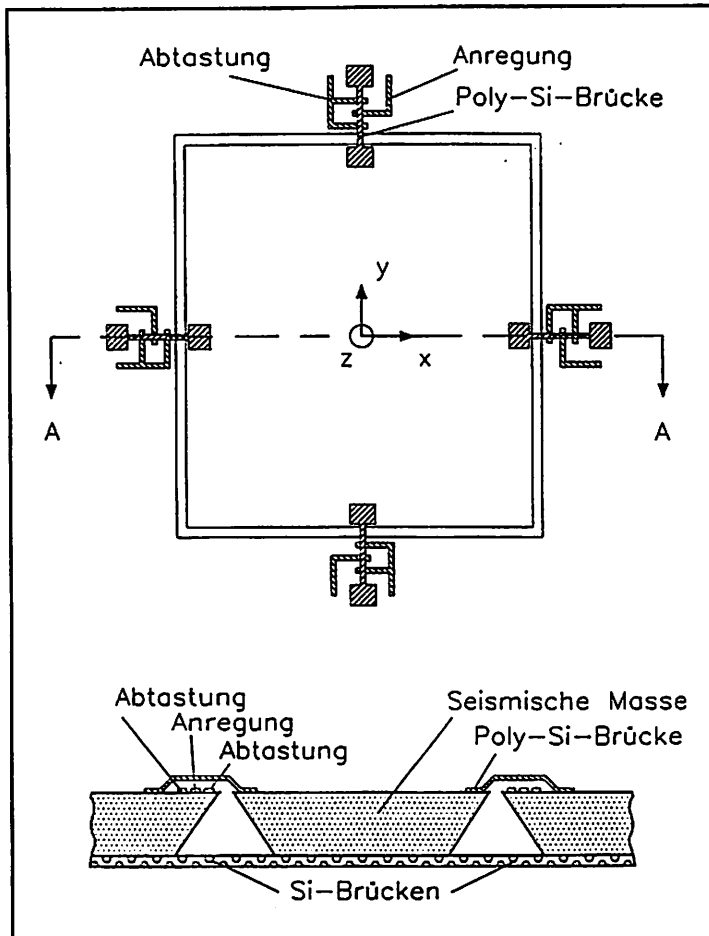 Abtastung Anregung
Poly-Si-Brücke
y
z x
A A
Abtastung
Anregung
Abtastung
Seismische Masse
Poly-Si-Brücke
Si-Brücken